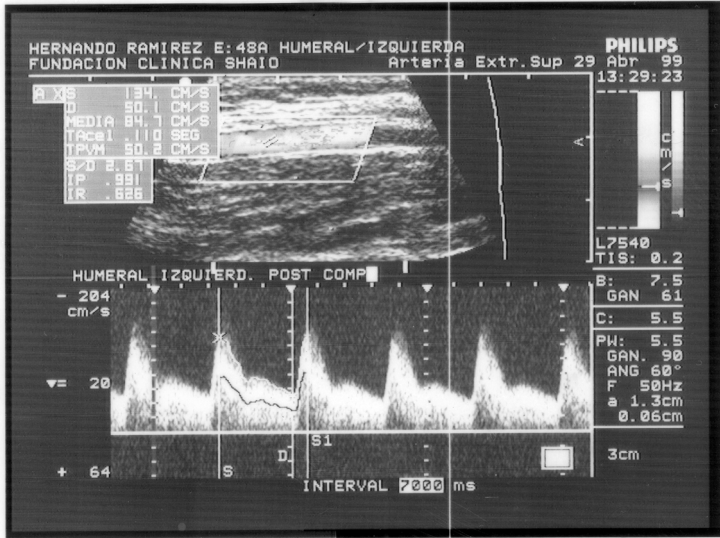 HERNANDO RAMIREZ E:48A HUMERAL/IZQUIERDA
FUNDACION CLINICA SHAIO Arteria Extr.Sup 29 Abr 99
PHILIPS
13:29:23
A X S 134. CM/S
D 50.1 CM/S
MEDIA 84.7 CM/S
TAcel .110 SEG
TPVM 50.2 CM/S
S/D 2.67
IP .991
IR .626
A
cm/s
L7540
TIS: 0.2
HUMERAL IZQUIERD. POST COMP
B: 7.5
GAN 61
C: 5.5
PW: 5.5
GAN. 90
ANG 60°
F 50Hz
a 1.3cm
0.06cm
3cm
- 204
cm/s
▼= 20
+ 64
S
D
S1
INTERVAL 7000 ms